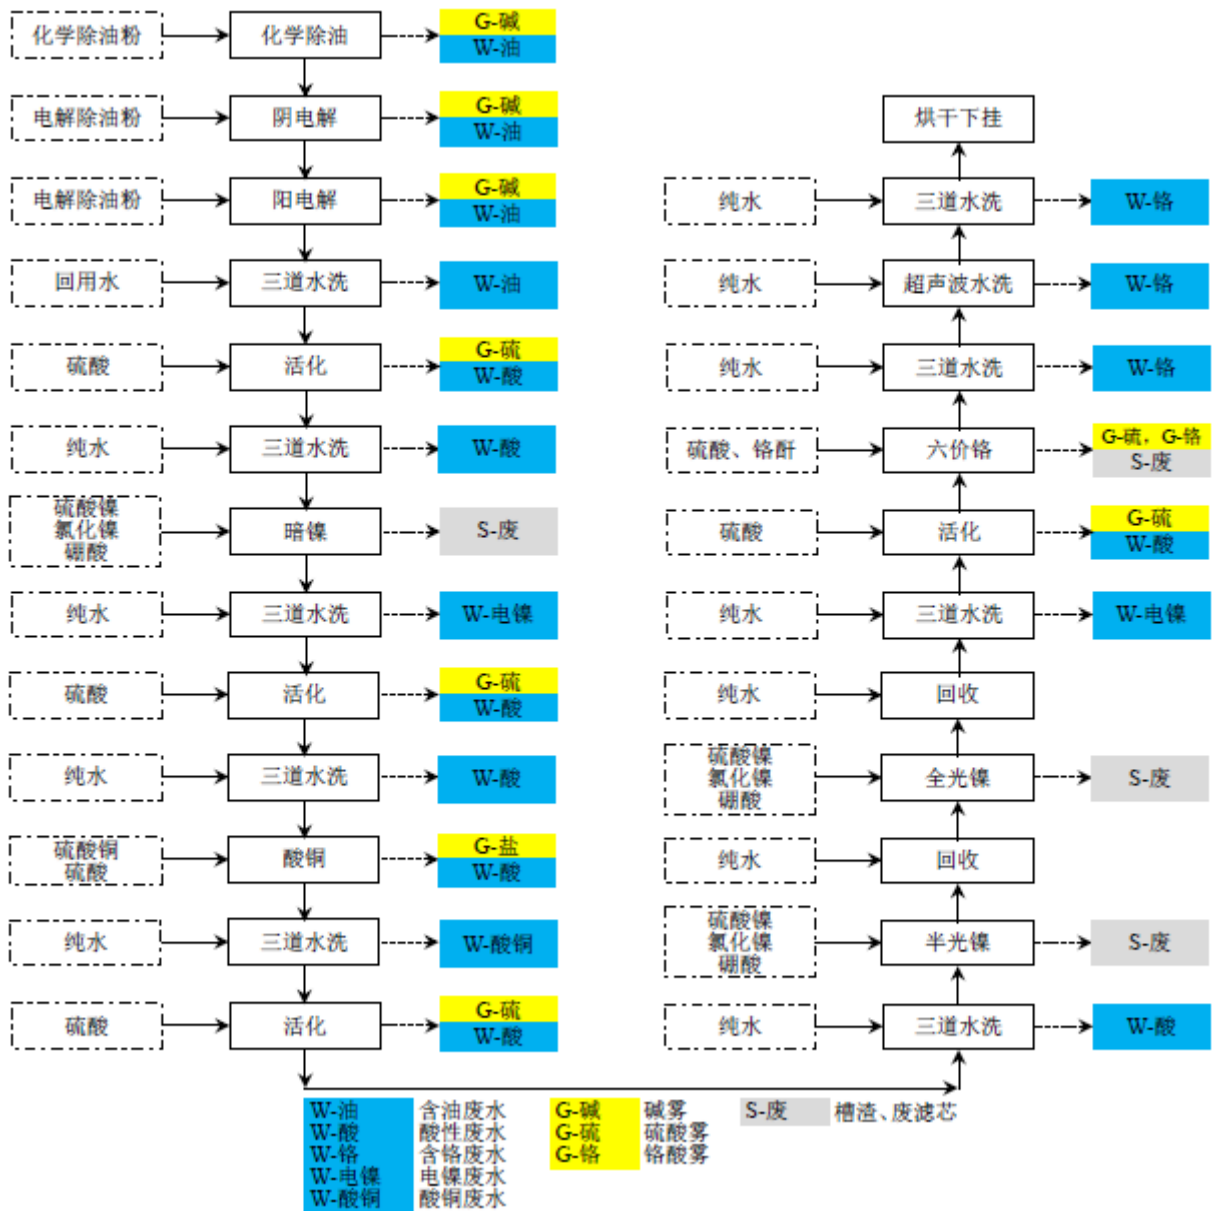 化学除油粉
化学除油
G-碱
W-油
电解除油粉
阴电解
G-碱
W-油
电解除油粉
阳电解
G-碱
W-油
回用水
三道水洗
W-油
硫酸
活化
G-硫
W-酸
纯水
三道水洗
W-酸
硫酸镍
氯化镍
硼酸
暗镍
S-废
纯水
三道水洗
W-电镍
硫酸
活化
G-硫
W-酸
纯水
三道水洗
W-酸
硫酸铜
硫酸
酸铜
G-盐
W-酸
纯水
三道水洗
W-酸铜
硫酸
活化
G-硫
W-酸
烘干下挂
纯水
三道水洗
W-铬
纯水
超声波水洗
W-铬
纯水
三道水洗
W-铬
硫酸、铬酐
六价铬
G-硫，G-铬
S-废
硫酸
活化
G-硫
W-酸
纯水
三道水洗
W-电镍
纯水
回收
硫酸镍
氯化镍
硼酸
全光镍
S-废
纯水
回收
硫酸镍
氯化镍
硼酸
半光镍
S-废
纯水
三道水洗
W-酸
W-油 含油废水
W-酸 酸性废水
W-铬 含铬废水
W-电镍 电镍废水
W-酸铜 酸铜废水
G-碱 碱雾
G-硫 硫酸雾
G-铬 铬酸雾
S-废 槽渣、废滤芯